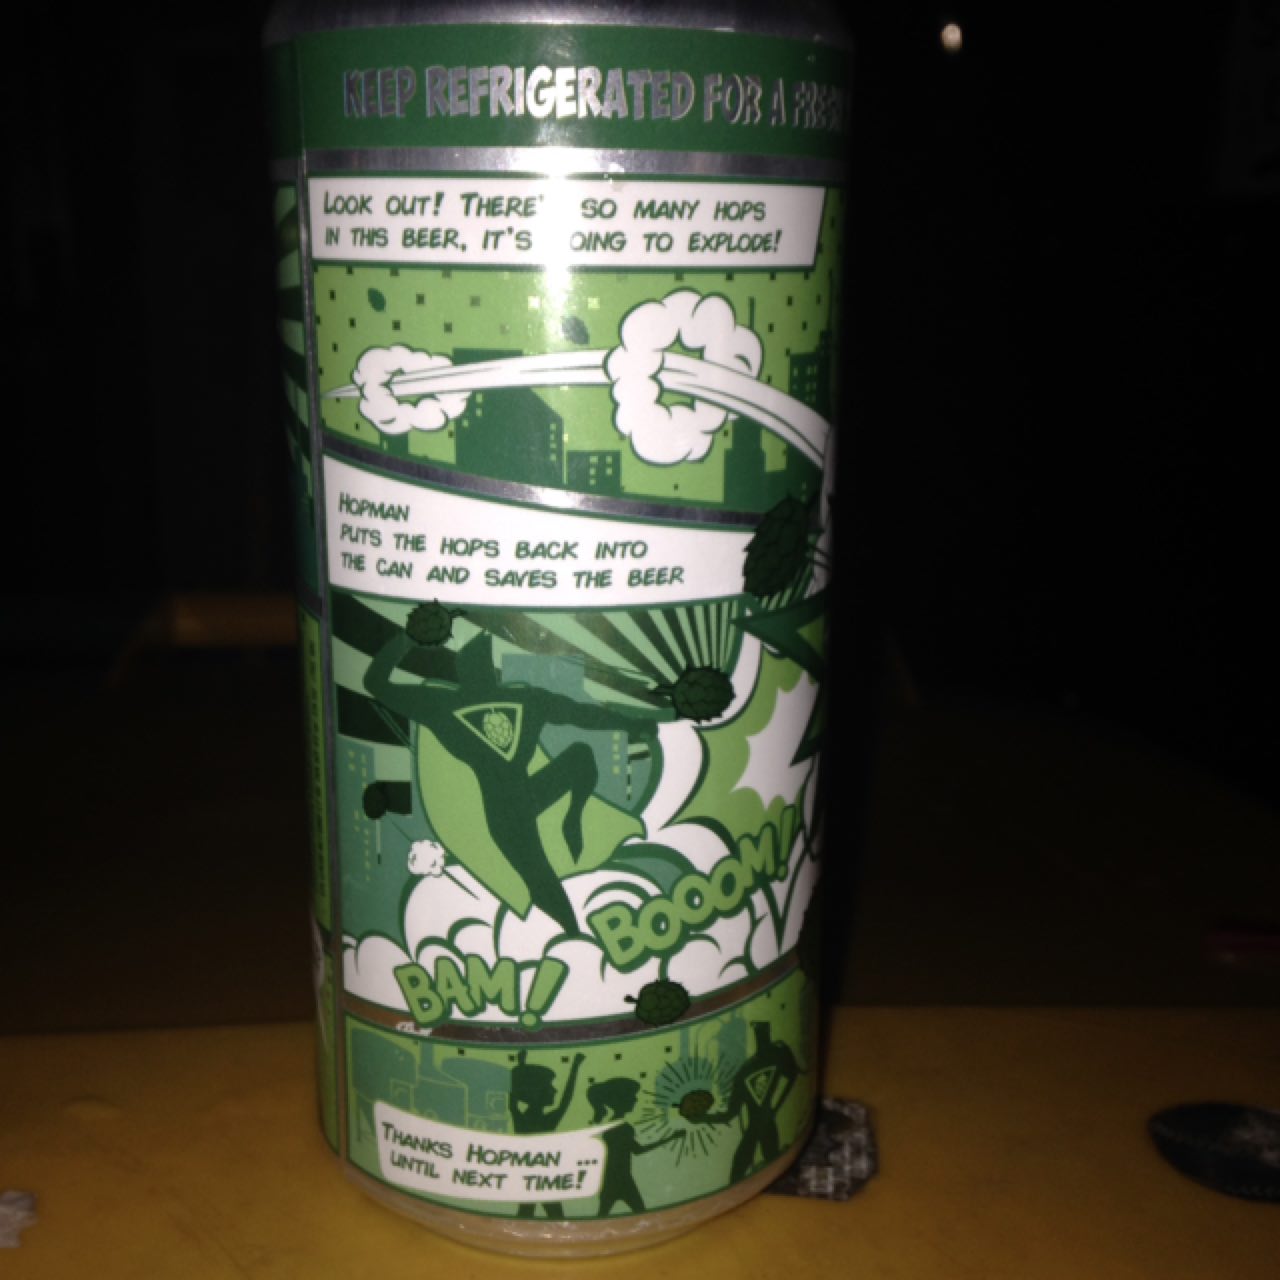 KEEP REFRIGERATED FOR A
LOOK OUT! THERE' SO MANY HOPS
IN THIS BEER, IT'S OING TO EXPLODE!
HOPMAN
PUTS THE HOPS BACK INTO
THE CAN AND SAVES THE BEER
BOOOM!
BAM!
THANKS HOPMAN ...
UNTIL NEXT TIME!